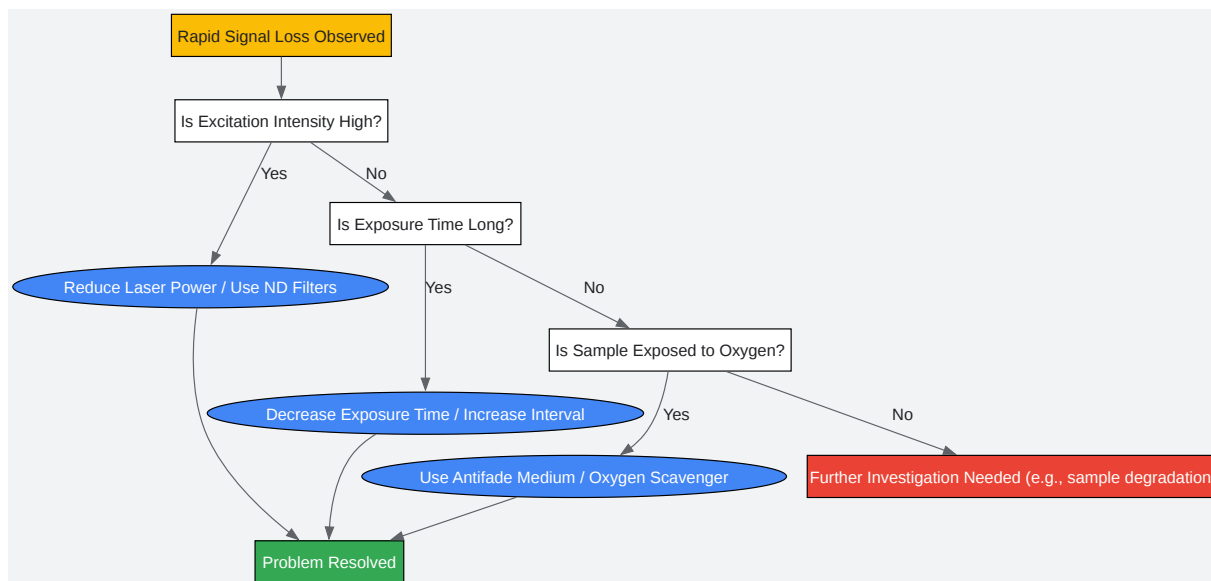 Rapid Signal Loss Observed
Is Excitation Intensity High?
Yes
No
Is Exposure Time Long?
Reduce Laser Power / Use ND Filters
Yes
No
Is Sample Exposed to Oxygen?
Decrease Exposure Time / Increase Interval
Yes
No
Use Antifade Medium / Oxygen Scavenger
Further Investigation Needed (e.g., sample degradation
Problem Resolved